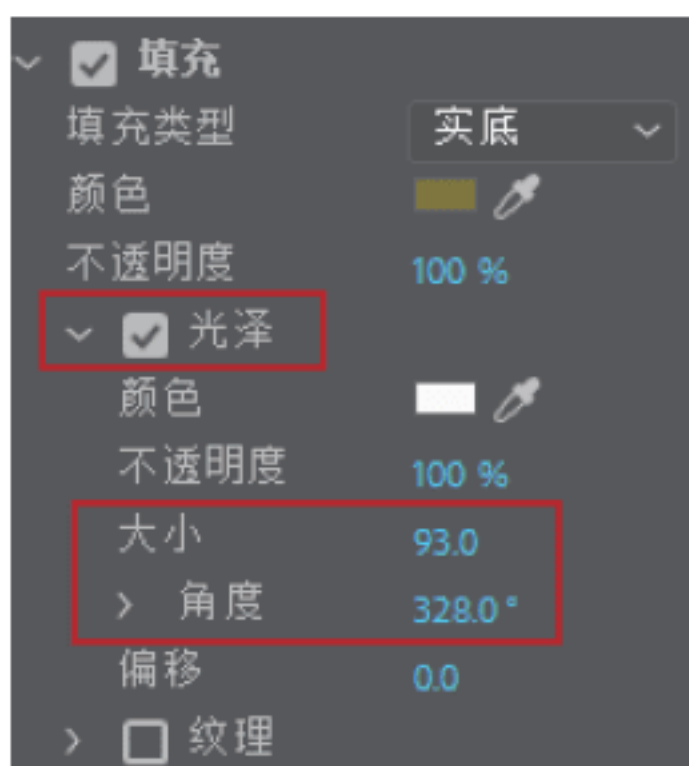 填充
填充类型 实底
颜色
不透明度 100 %
光泽
颜色
不透明度 100 %
大小 93.0
角度 328.0 °
偏移 0.0
纹理